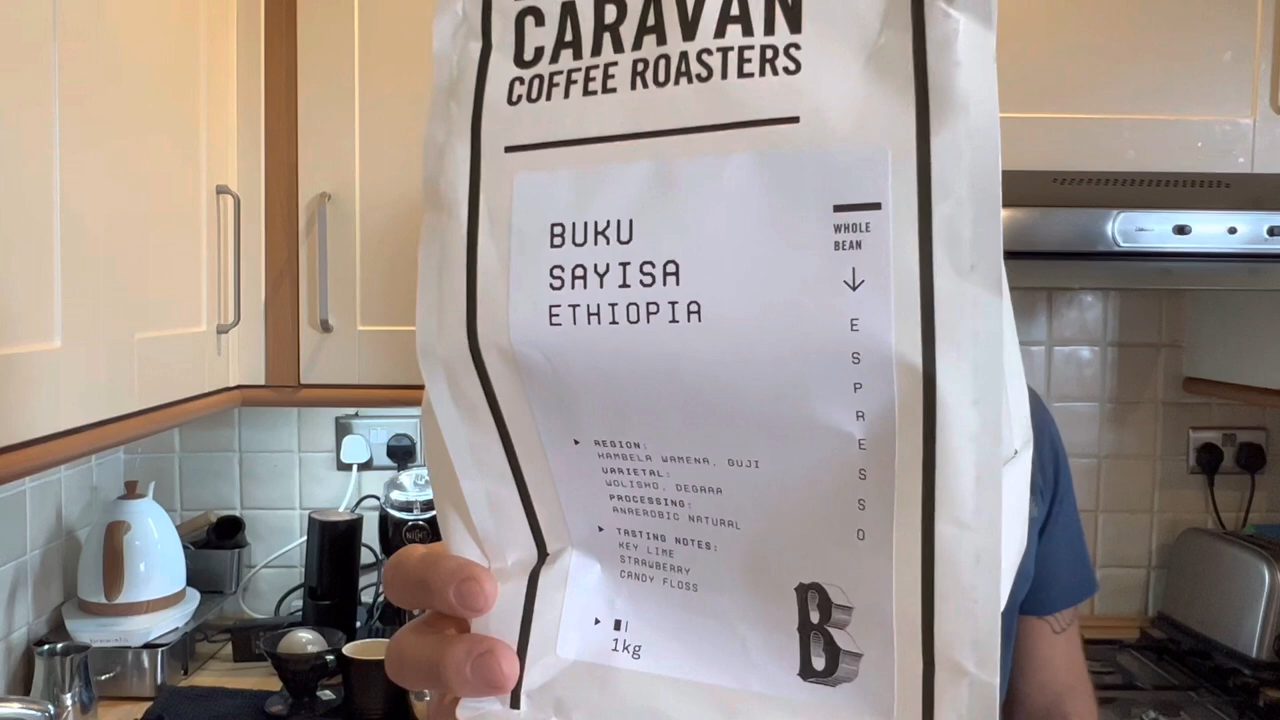 CARAVAN
COFFEE ROASTERS
BUKU
SAYISA
ETHIOPIA
WHOLE
BEAN
ESPRESSO
REGION:
HAMBELA WAMENA, GUJI
VARIETAL:
WOLISHO, DEGAAA
PROCESSING:
ANAEROBIC NATURAL
TASTING NOTES:
KEY LIME
STRAWBERRY
CANDY FLOSS
1kg
B